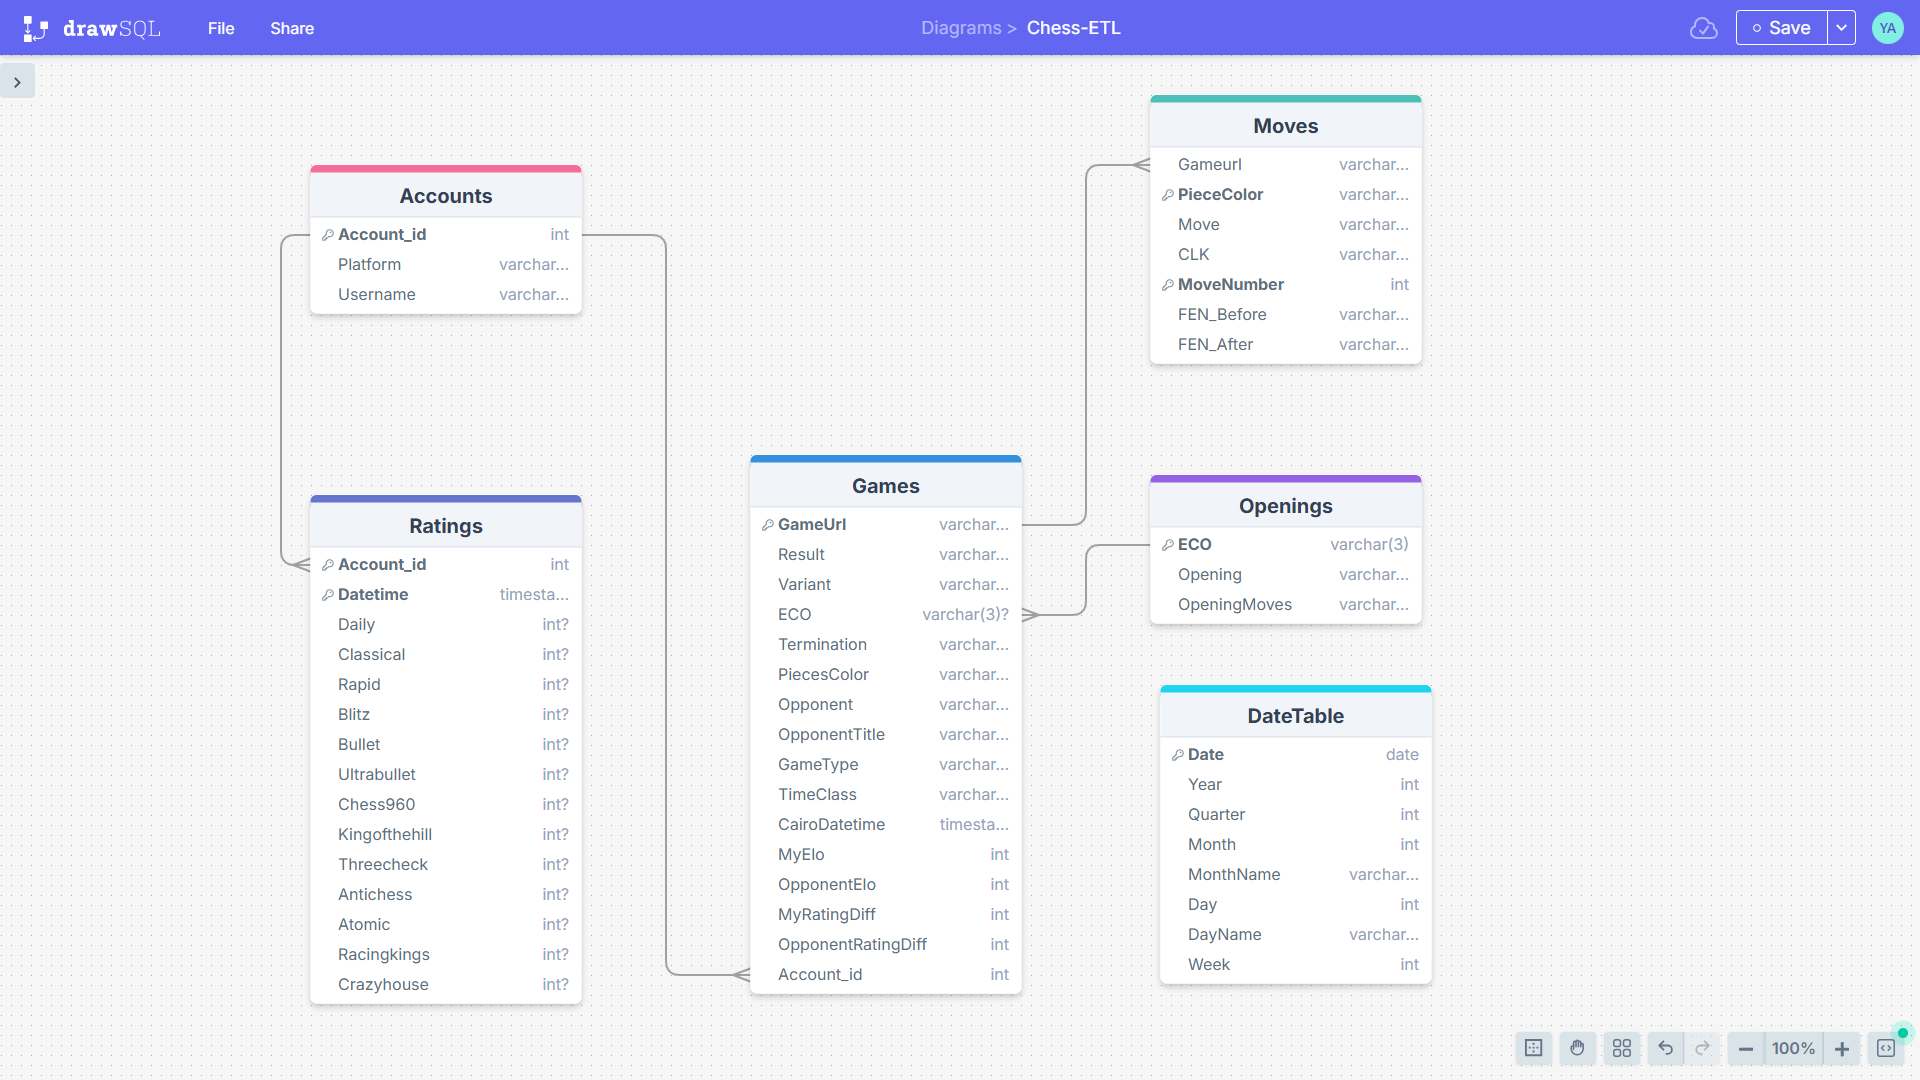 drawSQL File Share Diagrams > Chess-ETL Save YA
Moves
Gameurl varchar...
PieceColor varchar...
Move varchar...
CLK varchar...
MoveNumber int
FEN_Before varchar...
FEN_After varchar...
Accounts
Account_id int
Platform varchar...
Username varchar...
Ratings
Account_id int
Datetime timesta...
Daily int?
Classical int?
Rapid int?
Blitz int?
Bullet int?
Ultrabullet int?
Chess960 int?
Kingofthehill int?
Threecheck int?
Antichess int?
Atomic int?
Racingkings int?
Crazyhouse int?
Games
GameUrl varchar...
Result varchar...
Variant varchar...
ECO varchar(3)?
Termination varchar...
PiecesColor varchar...
Opponent varchar...
OpponentTitle varchar...
GameType varchar...
TimeClass varchar...
CairoDatetime timesta...
MyElo int
OpponentElo int
MyRatingDiff int
OpponentRatingDiff int
Account_id int
Openings
ECO varchar(3)
Opening varchar...
OpeningMoves varchar...
DateTable
Date date
Year int
Quarter int
Month int
MonthName varchar...
Day int
DayName varchar...
Week int
100%